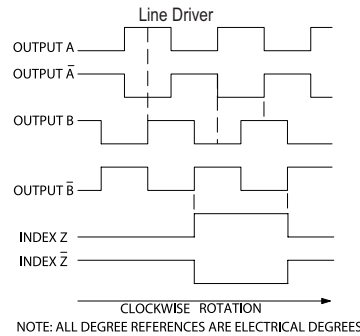 Line Driver
OUTPUT A
OUTPUT A̅
OUTPUT B
OUTPUT B̅
INDEX Z
INDEX Z̅
CLOCKWISE ROTATION
NOTE: ALL DEGREE REFERENCES ARE ELECTRICAL DEGREES